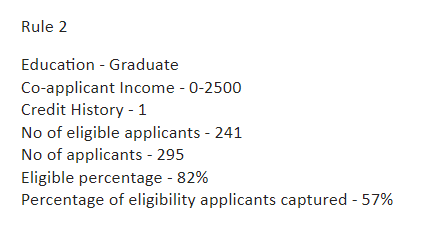 Rule 2
Education - Graduate
Co-applicant Income - 0-2500
Credit History - 1
No of eligible applicants - 241
No of applicants - 295
Eligible percentage - 82%
Percentage of eligibility applicants captured - 57%